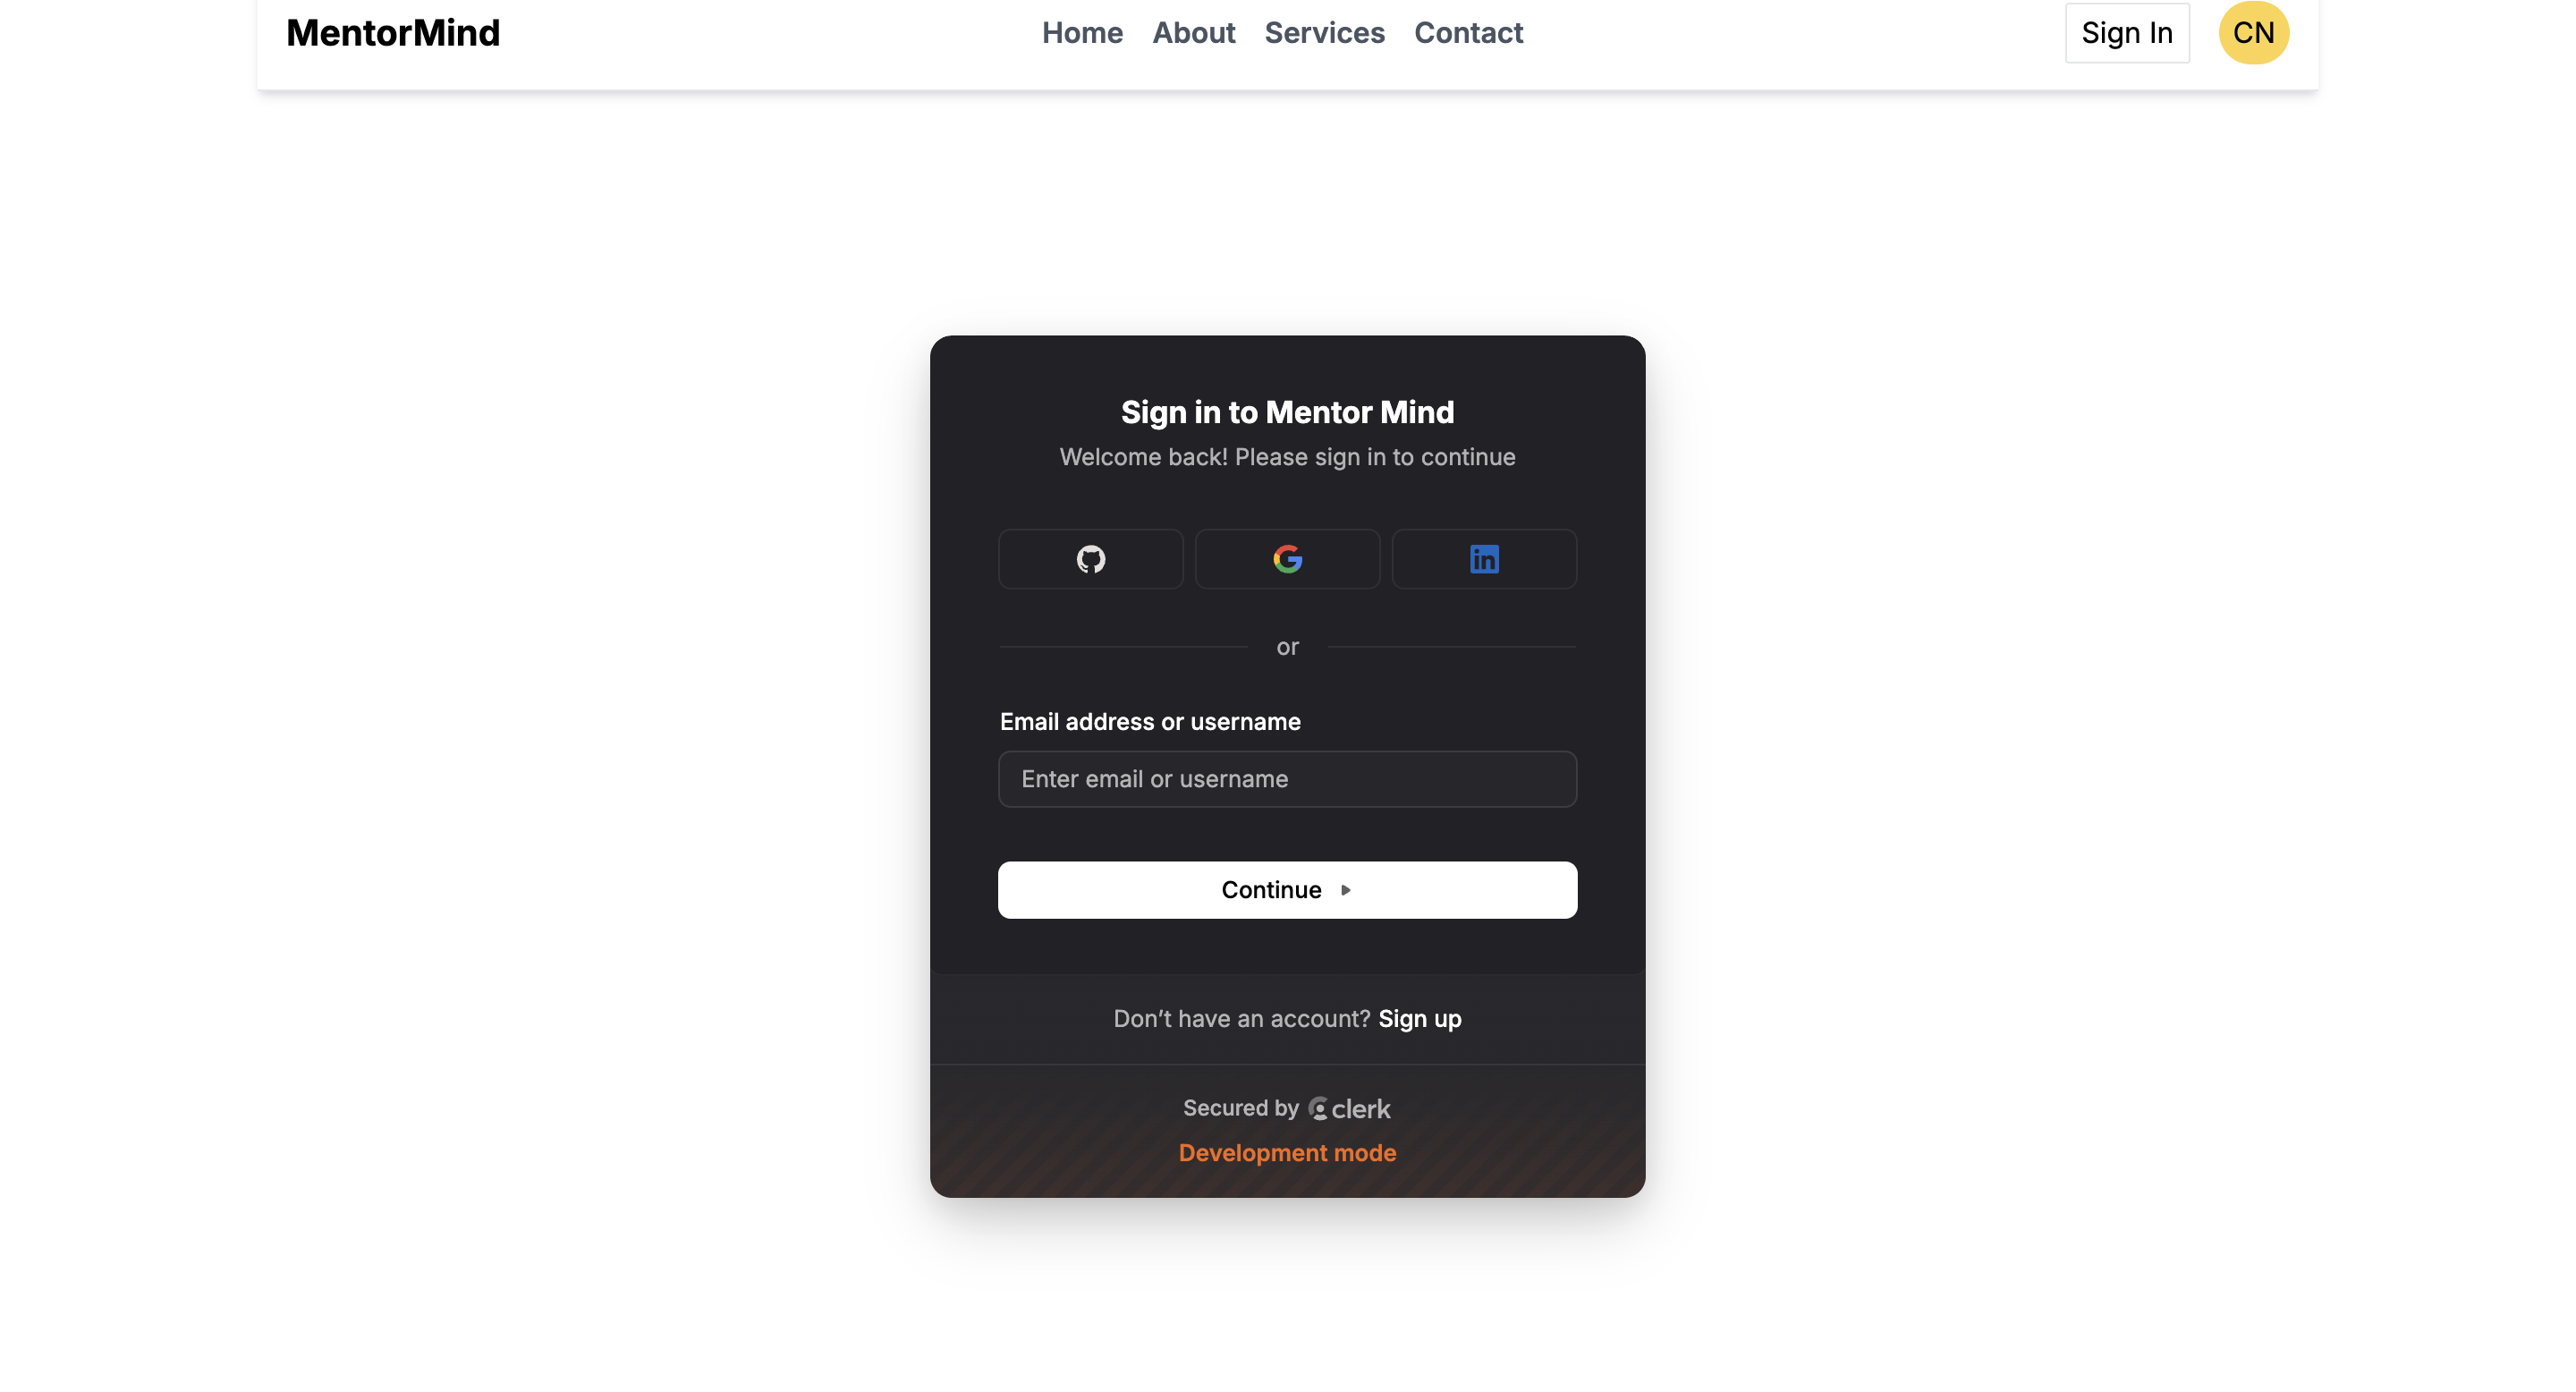 MentorMind
Home About Services Contact
Sign In
CN
Sign in to Mentor Mind
Welcome back! Please sign in to continue
or
Email address or username
Enter email or username
Continue
Don’t have an account? Sign up
Secured by clerk
Development mode